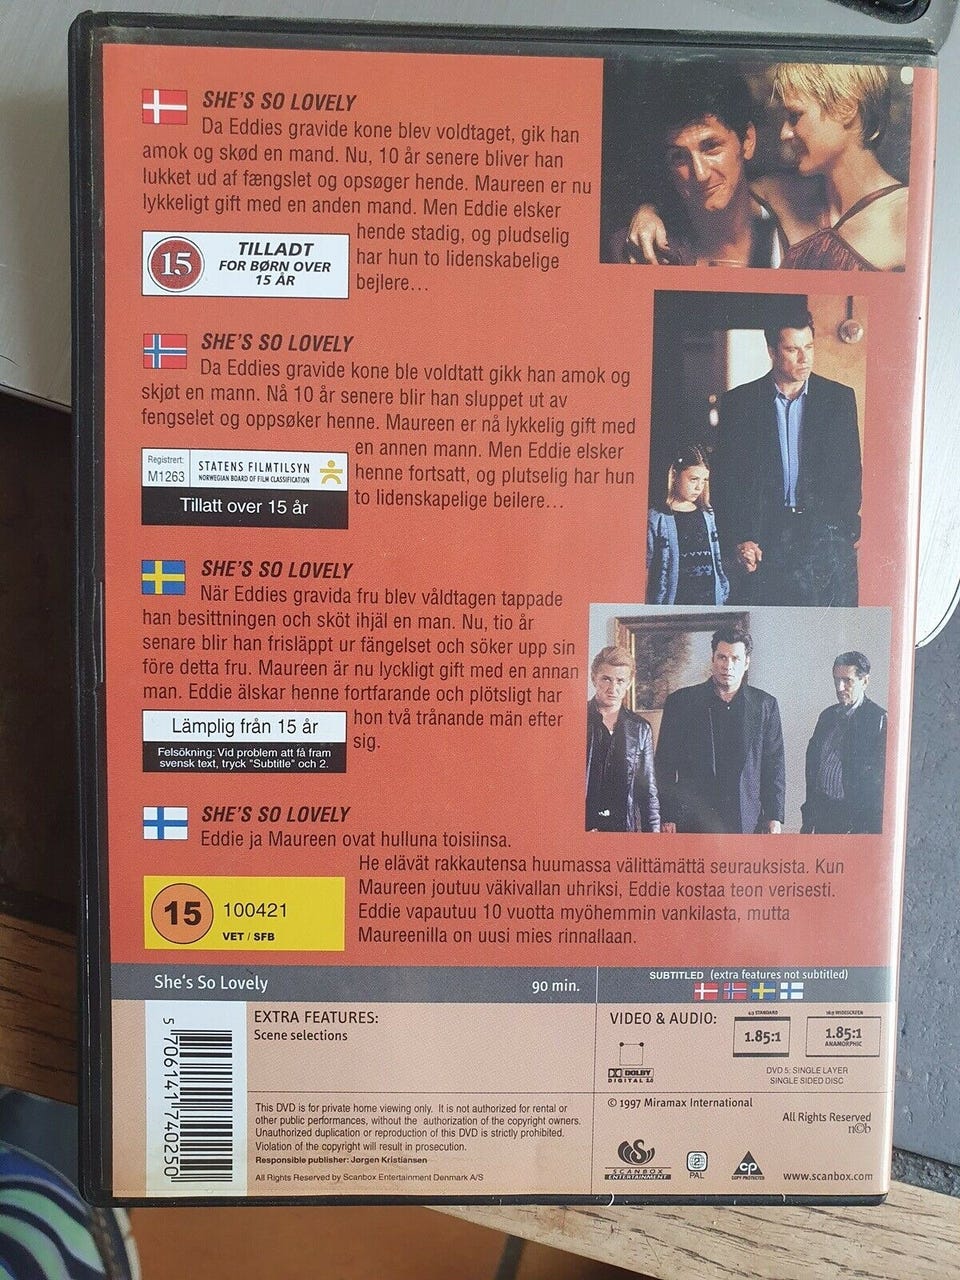 SHE'S SO LOVELY
Da Eddies gravide kone blev voldtaget, gik han
amok og skød en mand. Nu, 10 år senere bliver han
lukket ud af fængslet og opsøger hende. Maureen er nu
lykkeligt gift med en anden mand. Men Eddie elsker
hende stadig, og pludselig
har hun to lidenskabelige
bejlere...
15
TILLADT
FOR BØRN OVER
15 ÅR
SHE'S SO LOVELY
Da Eddies gravide kone ble voldtatt gikk han amok og
skjøt en mann. Nå 10 år senere blir han sluppet ut av
fengselet og oppsøker henne. Maureen er nå lykkelig gift med
en annen mann. Men Eddie elsker
henne fortsatt, og plutselig har hun
to lidenskapelige beilere...
Registrert:
M1263
STATENS FILMTILSYN
NORWEGIAN BOARD OF FILM CLASSIFICATION
Tillatt over 15 år
SHE'S SO LOVELY
När Eddies gravida fru blev våldtagen tappade
han besittningen och sköt ihjäl en man. Nu, tio år
senare blir han frisläppt ur fängelset och söker upp sin
före detta fru. Maureen är nu lyckligt gift med en annan
man. Eddie älskar henne fortfarande och plötsligt har
hon två trånande män efter
sig.
Lämplig från 15 år
Felsökning: Vid problem att få fram
svensk text, tryck "Subtitle" och 2.
SHE'S SO LOVELY
Eddie ja Maureen ovat hulluna toisiinsa.
He elävät rakkautensa huumassa välittämättä seurauksista. Kun
Maureen joutuu väkivallan uhriksi, Eddie kostaa teon verisesti.
Eddie vapautuu 10 vuotta myöhemmin vankilasta, mutta
Maureenilla on uusi mies rinnallaan.
15
100421
VET / SFB
She's So Lovely
90 min.
SUBTITLED (extra features not subtitled)
EXTRA FEATURES:
Scene selections
VIDEO & AUDIO:
4:3 STANDARD
1.85:1
16:9 WIDESCREEN
1.85:1
ANAMORPHIC
DOLBY
DIGITAL 2.0
DVD 5: SINGLE LAYER
SINGLE SIDED DISC
5 706141 740250
This DVD is for private home viewing only. It is not authorized for rental or
other public performances, without the authorization of the copyright owners.
Unauthorized duplication or reproduction of this DVD is strictly prohibited.
Violation of the copyright will result in prosecution.
Responsible publisher: Jørgen Kristiansen
All Rights Reserved by Scanbox Entertainment Denmark A/S
© 1997 Miramax International
All Rights Reserved
n©b
SCANBOX
ENTERTAINMENT
2
PAL
CP
COPY PROTECTED
www.scanbox.com